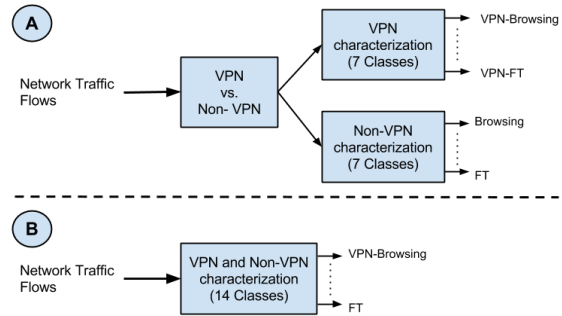 A
Network Traffic
Flows
VPN
vs.
Non- VPN
VPN
characterization
(7 Classes)
VPN-Browsing
VPN-FT
Non-VPN
characterization
(7 Classes)
Browsing
FT
B
Network Traffic
Flows
VPN and Non-VPN
characterization
(14 Classes)
VPN-Browsing
FT